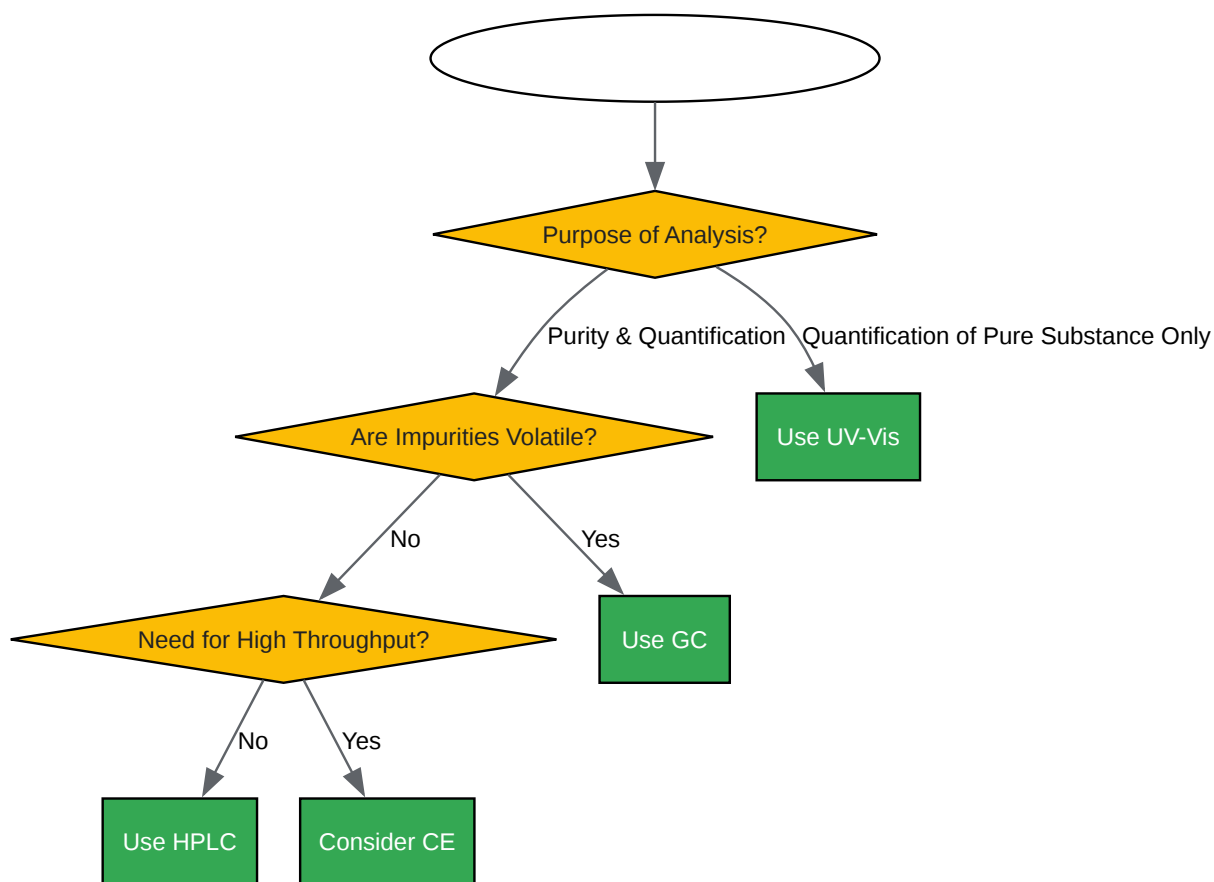 Purpose of Analysis?
Purity & Quantification
Quantification of Pure Substance Only
Are Impurities Volatile?
Use UV-Vis
No
Yes
Need for High Throughput?
Use GC
No
Yes
Use HPLC
Consider CE